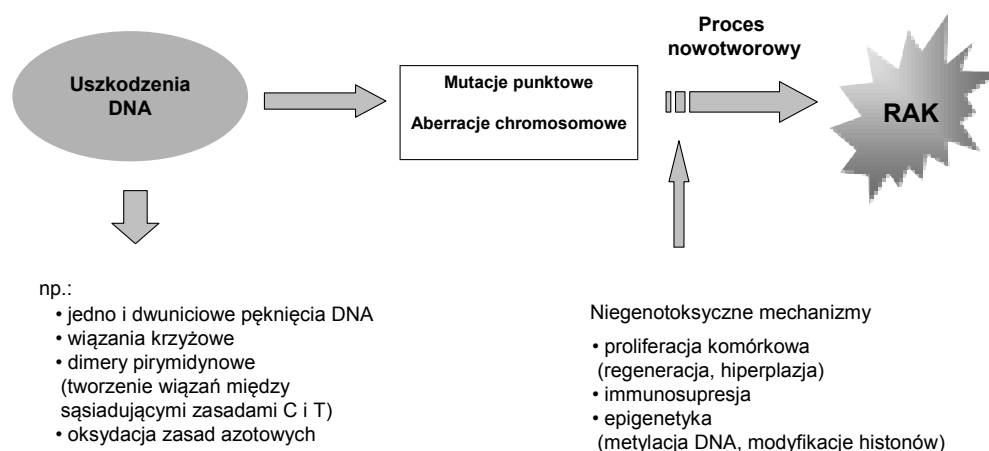 Uszkodzenia
DNA
Mutacje punktowe
Aberracje chromosomowe
Proces
nowotworowy
RAK
np.:
• jedno i dwuniciowe pęknięcia DNA
• wiązania krzyżowe
• dimery pirymidynowe
(tworzenie wiązań między
sąsiadującymi zasadami C i T)
• oksydacja zasad azotowych
Niegenotoksyczne mechanizmy
• proliferacja komórkowa
(regeneracja, hiperplazja)
• immunosupresja
• epigenetyka
(metylacja DNA, modyfikacje histonów)